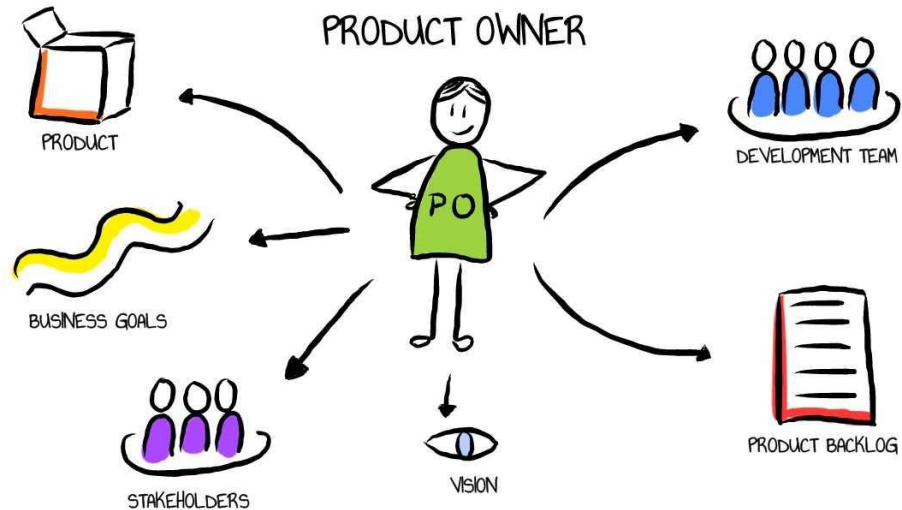 PRODUCT OWNER
PRODUCT
DEVELOPMENT TEAM
PO
BUSINESS GOALS
PRODUCT BACKLOG
STAKEHOLDERS
VISION